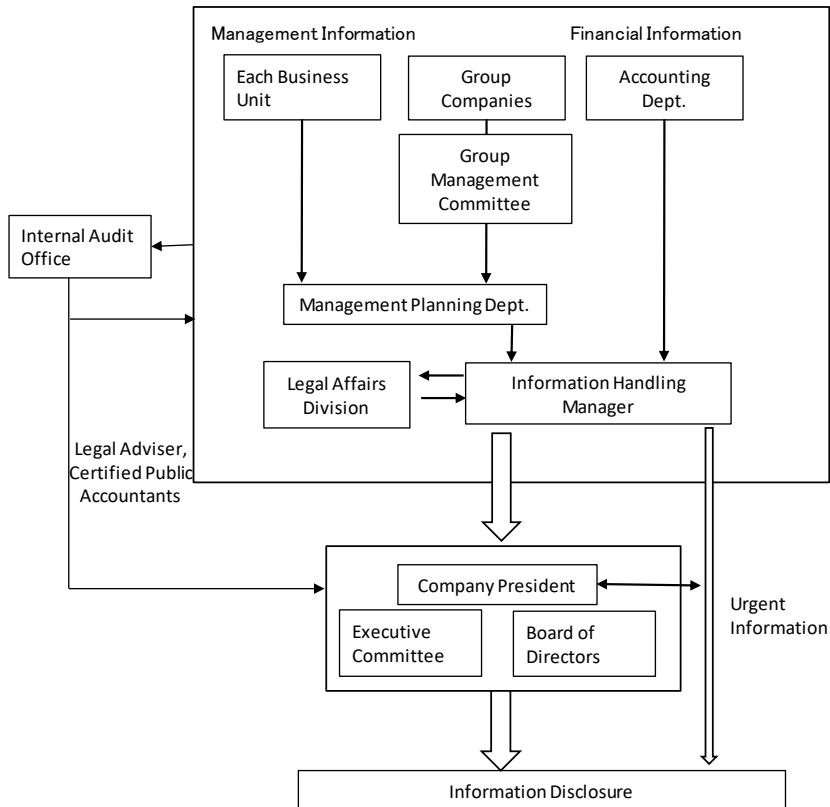 Management Information
Financial Information
Each Business
Unit
Group
Companies
Accounting
Dept.
Group
Management
Committee
Internal Audit
Office
Management Planning Dept.
Legal Affairs
Division
Information Handling
Manager
Legal Adviser,
Certified Public
Accountants
Company President
Executive
Committee
Board of
Directors
Urgent
Information
Information Disclosure